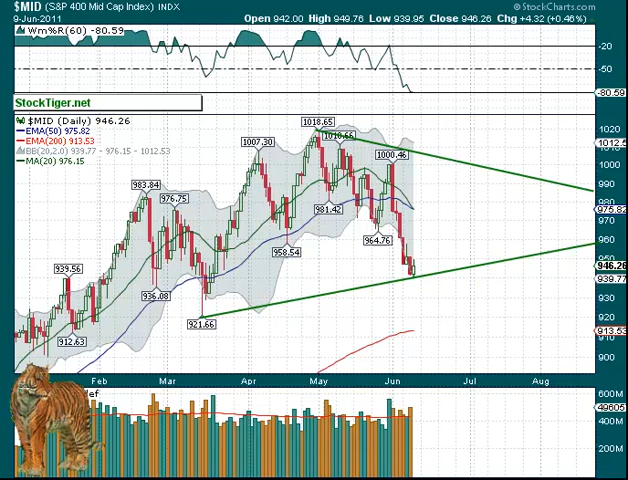 $MID (S&P 400 Mid Cap Index) INDX
© StockCharts.com
9-Jun-2011
Open 942.00 High 949.76 Low 939.95 Close 946.26 Chg +4.32 (+0.46%)
Wm%R(60) -80.59
-20
-50
-80.59
StockTiger.net
$MID (Daily) 946.26
EMA(50) 975.82
EMA(200) 913.53
BB(20,2.0) 939.77 - 976.15 - 1012.53
MA(20) 976.15
1018.65
1010.66
1007.30
1000.46
983.84
976.75
981.42
964.76
958.54
939.56
936.08
921.66
912.63
1020
1012.5
1000
990
980
975.82
970
960
950
946.26
939.77
930
920
913.53
910
900
Feb Mar Apr May Jun Jul Aug
600M
49605
400M
200M